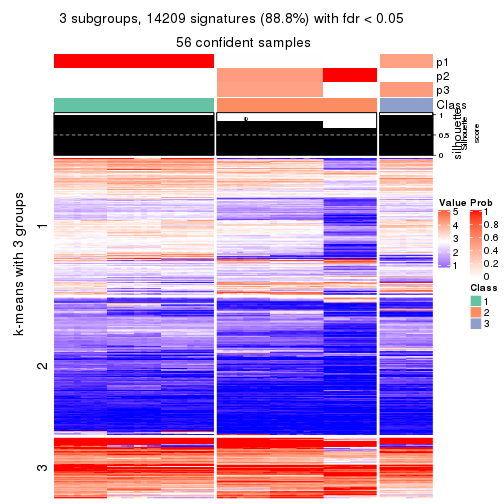 3 subgroups, 14209 signatures (88.8%) with fdr < 0.05
56 confident samples
p1
p2
p3
Class
1
0.5
0
silhouette
Silhouette
score
k-means with 3 groups
1
2
3
Value
5
4
3
2
1
Prob
1
0.8
0.6
0.4
0.2
0
Class
1
2
3